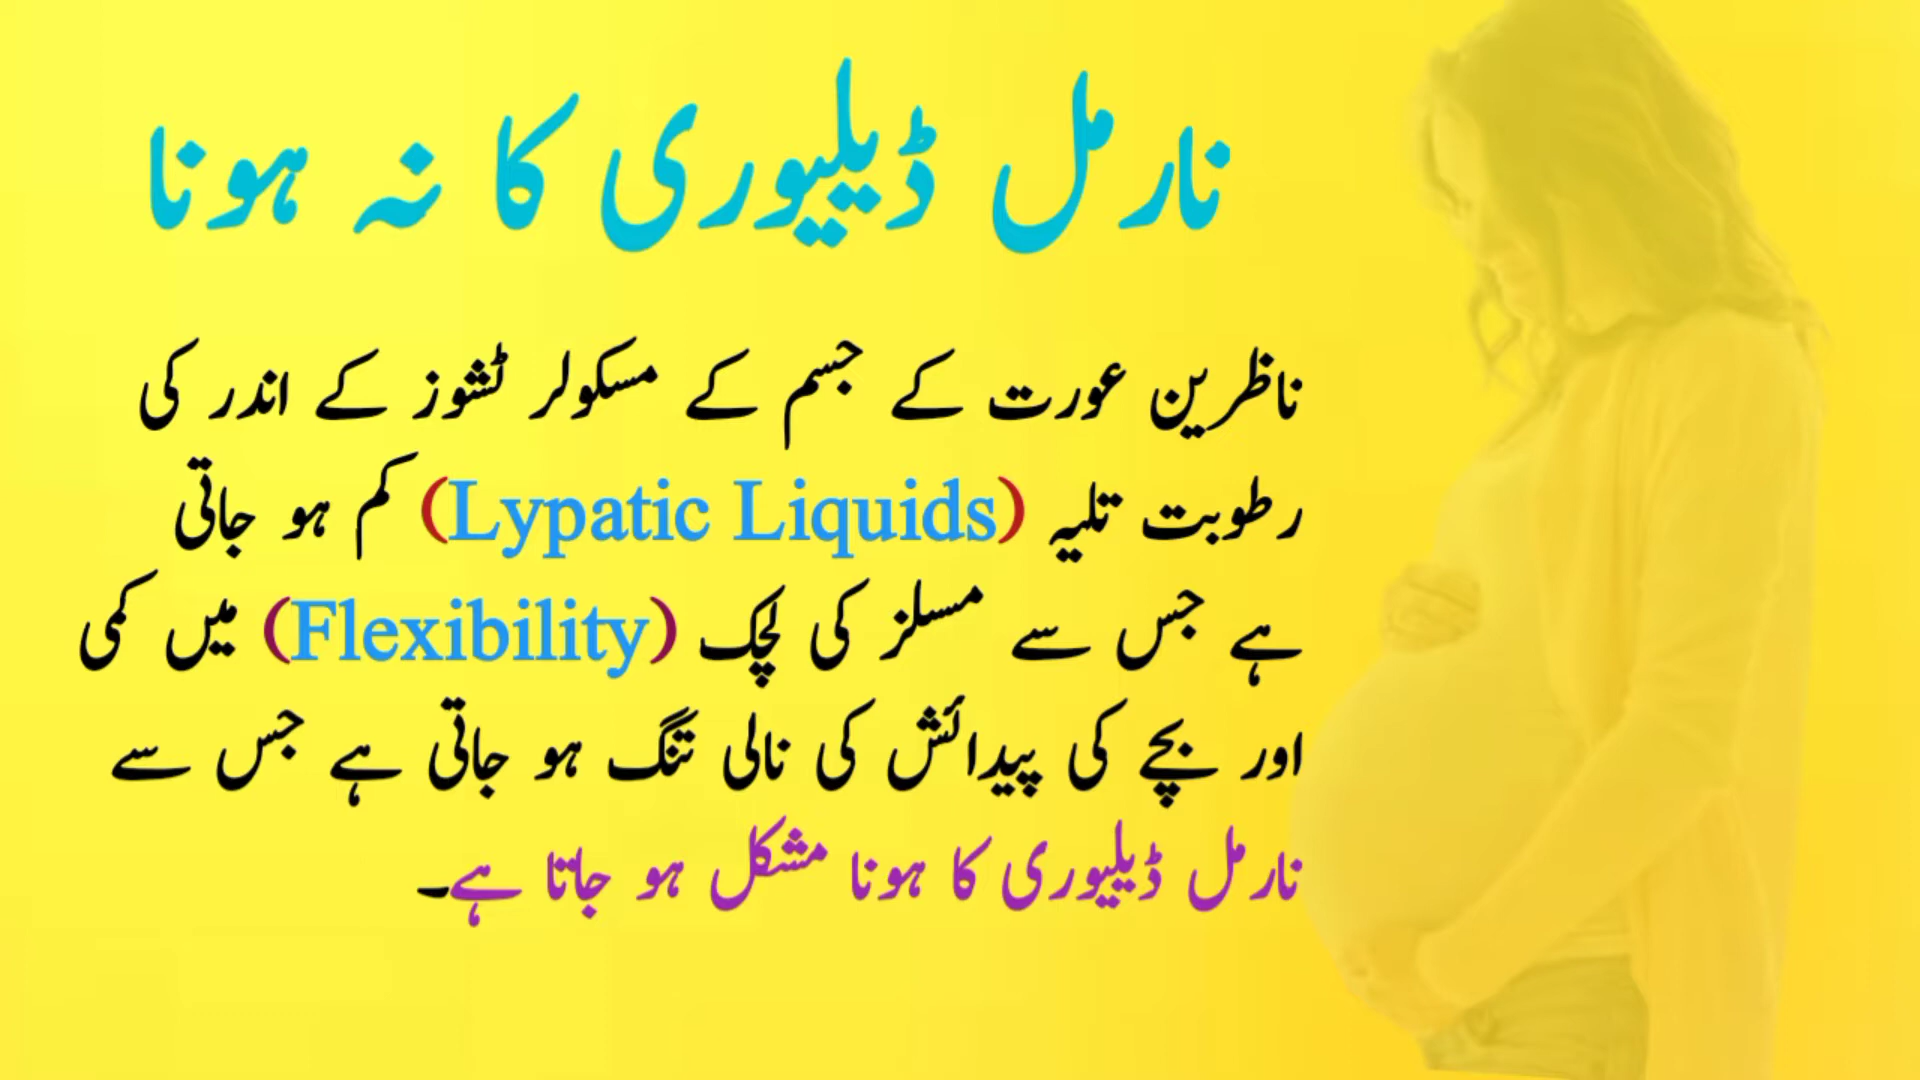 نارمل ڈیلیوری کا نہ ہونا
ناظرین عورت کے جسم کے مسکولر ٹشوز کے اندر کی
رطوبت تلیہ (Lypatic Liquids) کم ہو جاتی
ہے جس سے مسلز کی لچک (Flexibility) میں کمی
اور بچے کی پیدائش کی نالی تنگ ہو جاتی ہے جس سے
نارمل ڈیلیوری کا ہونا مشکل ہو جاتا ہے۔